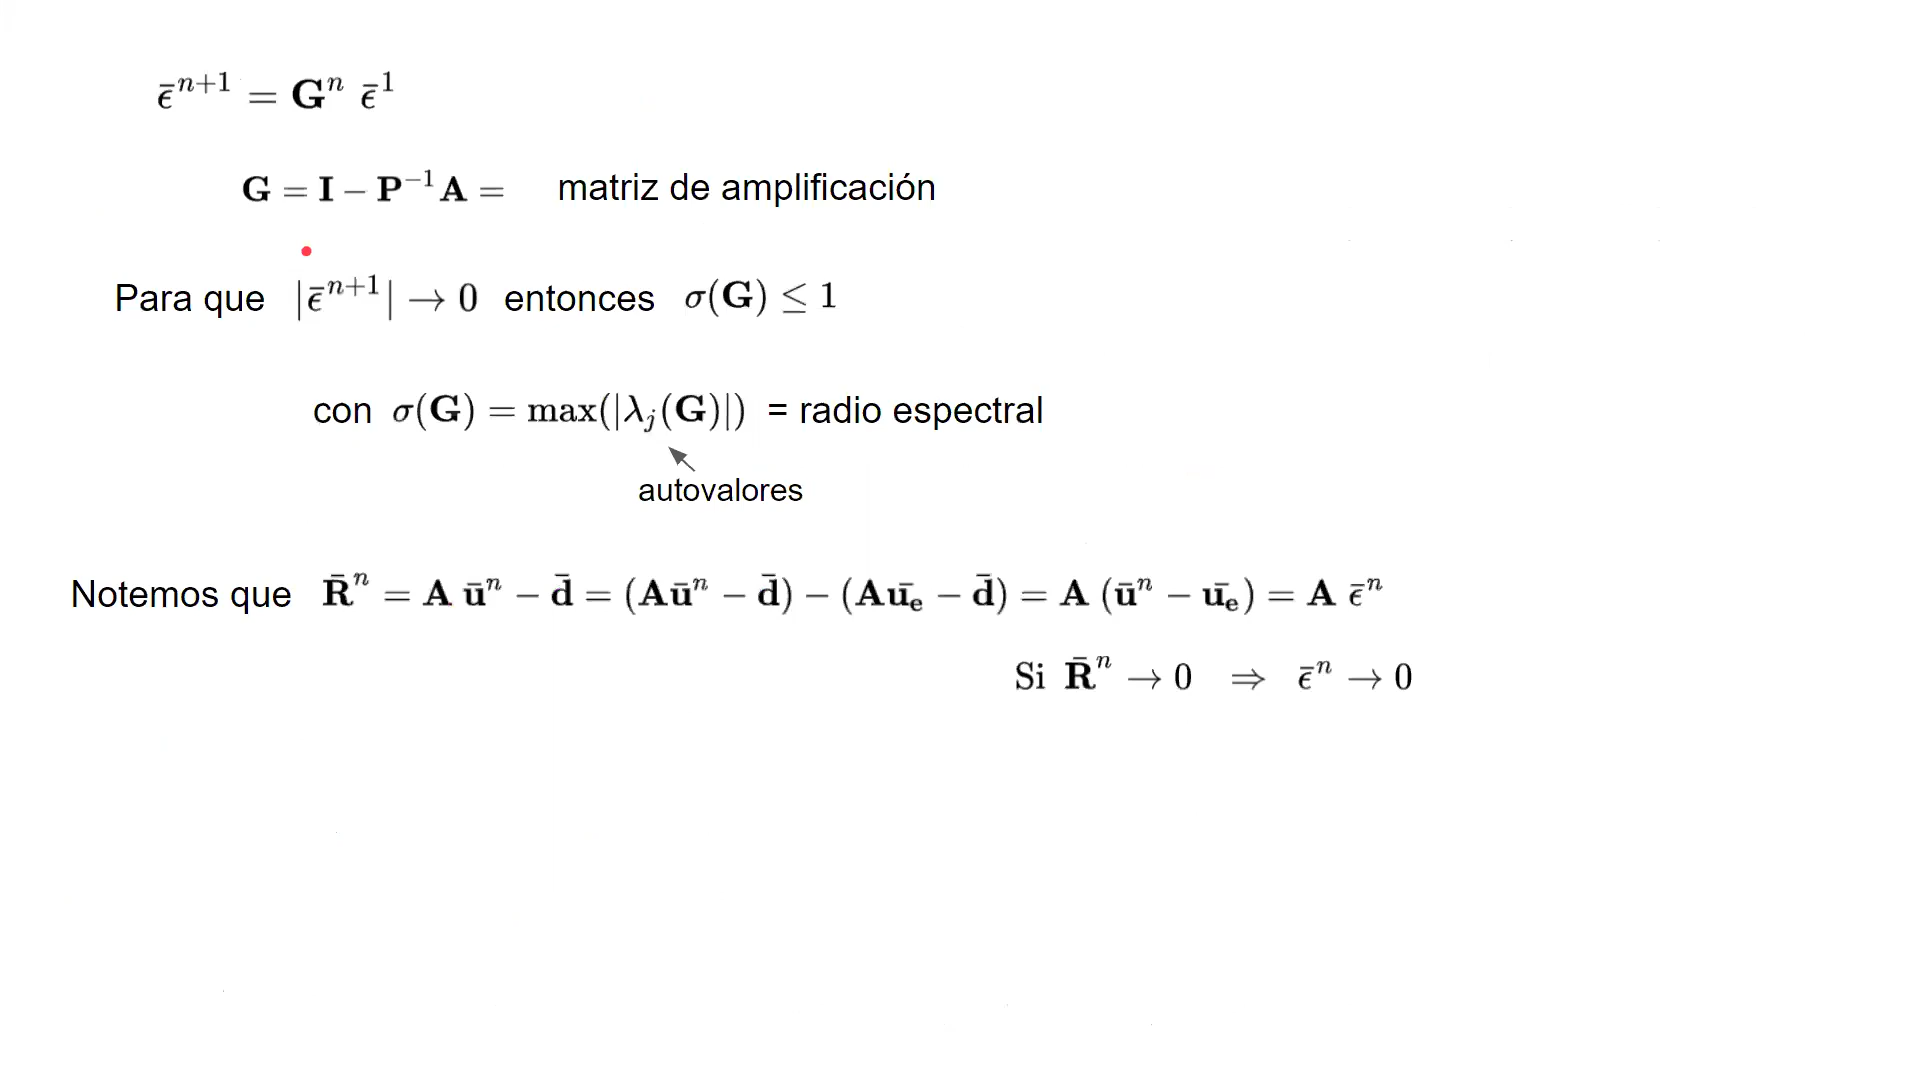 ϵ̄ⁿ⁺¹ = 𝐆ⁿ ϵ̄¹
𝐆 = 𝐈 − 𝐏⁻¹𝐀 = matriz de amplificación
Para que |ϵ̄ⁿ⁺¹| → 0 entonces σ(𝐆) ≤ 1
con σ(𝐆) = max(|λⱼ(𝐆)|) = radio espectral
autovalores
Notemos que 𝐑̄ⁿ = 𝐀 𝐮̄ⁿ − 𝐝̄ = (𝐀𝐮̄ⁿ − 𝐝̄) − (𝐀𝐮̄ₑ − 𝐝̄) = 𝐀 (𝐮̄ⁿ − 𝐮̄ₑ) = 𝐀 ϵ̄ⁿ
Si 𝐑̄ⁿ → 0 ⇒ ϵ̄ⁿ → 0